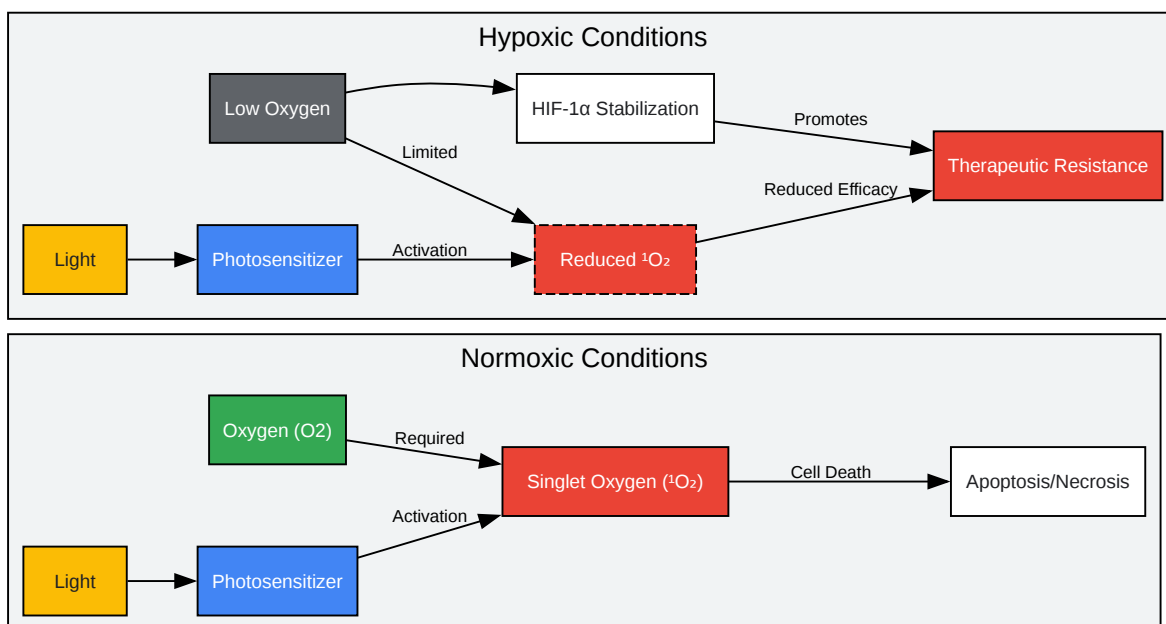 Hypoxic Conditions
Low Oxygen
HIF-1α Stabilization
Promotes
Limited
Therapeutic Resistance
Reduced Efficacy
Light
Photosensitizer
Activation
Reduced ¹O₂
Normoxic Conditions
Oxygen (O2)
Required
Singlet Oxygen (¹O₂)
Cell Death
Apoptosis/Necrosis
Activation
Light
Photosensitizer